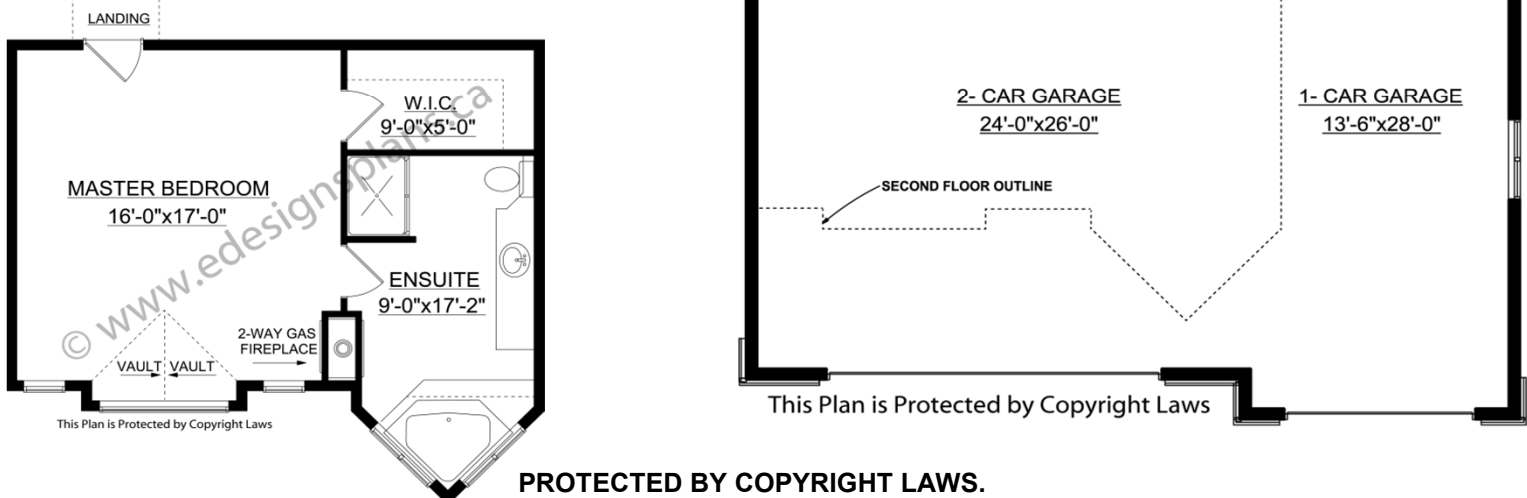 LANDING
W.I.C.
9'-0"x5'-0"
MASTER BEDROOM
16'-0"x17'-0"
ENSUITE
9'-0"x17'-2"
2-WAY GAS
FIREPLACE
VAULT VAULT
© www.edesignsplans.ca
This Plan is Protected by Copyright Laws
2- CAR GARAGE
24'-0"x26'-0"
1- CAR GARAGE
13'-6"x28'-0"
SECOND FLOOR OUTLINE
This Plan is Protected by Copyright Laws
PROTECTED BY COPYRIGHT LAWS.